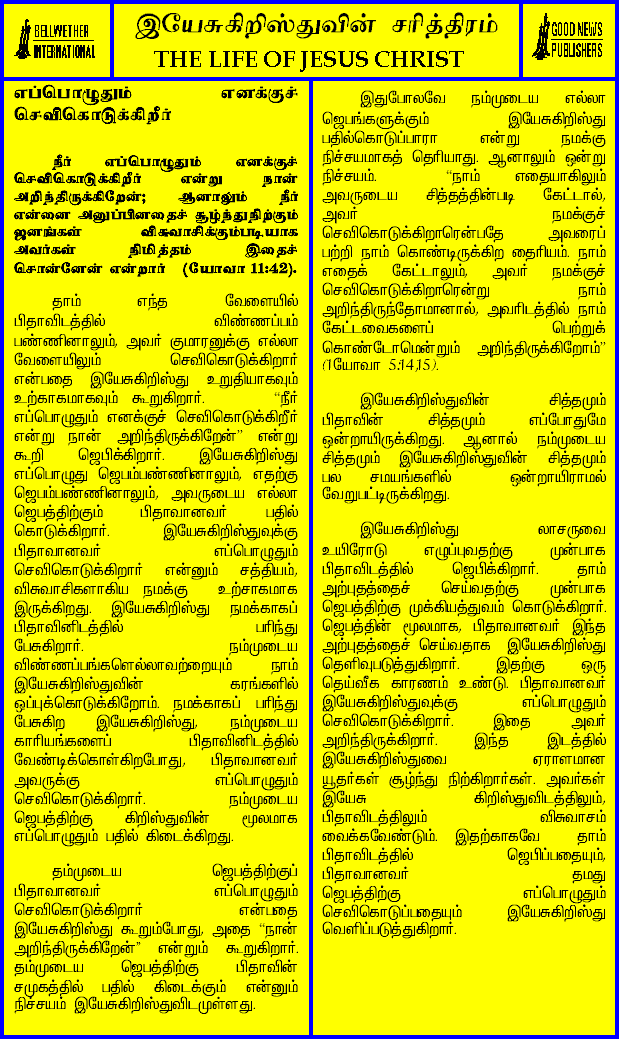 BELLWETHER
INTERNATIONAL
இயேசுகிறிஸ்துவின் சரித்திரம்
THE LIFE OF JESUS CHRIST
GOOD NEWS
PUBLISHERS
எப்பொழுதும் எனக்குச்
செவிகொடுக்கிறீர்
நீர் எப்பொழுதும் எனக்குச்
செவிகொடுக்கிறீர் என்று நான்
அறிந்திருக்கிறேன்; ஆனாலும் நீர்
என்னை அனுப்பினதைச் சூழ்ந்துநிற்கும்
ஜனங்கள் விசுவாசிக்கும்படியாக
அவர்கள் நிமித்தம் இதைச்
சொன்னேன் என்றார் (யோவா 11:42).
தாம் எந்த வேளையில்
பிதாவிடத்தில் விண்ணப்பம்
பண்ணினாலும், அவர் குமாரனுக்கு எல்லா
வேளையிலும் செவிகொடுக்கிறார்
என்பதை இயேசுகிறிஸ்து உறுதியாகவும்
உற்காகமாகவும் கூறுகிறார். “நீர்
எப்பொழுதும் எனக்குச் செவிகொடுக்கிறீர்
என்று நான் அறிந்திருக்கிறேன்” என்று
கூறி ஜெபிக்கிறார். இயேசுகிறிஸ்து
எப்பொழுது ஜெபம்பண்ணினாலும், எதற்கு
ஜெபம்பண்ணினாலும், அவருடைய எல்லா
ஜெபத்திற்கும் பிதாவானவர் பதில்
கொடுக்கிறார். இயேசுகிறிஸ்துவுக்கு
பிதாவானவர் எப்பொழுதும்
செவிகொடுக்கிறார் என்னும் சத்தியம்,
விசுவாசிகளாகிய நமக்கு உற்சாகமாக
இருக்கிறது. இயேசுகிறிஸ்து நமக்காகப்
பிதாவினிடத்தில் பரிந்து
பேசுகிறார். நம்முடைய
விண்ணப்பங்களெல்லாவற்றையும் நாம்
இயேசுகிறிஸ்துவின் கரங்களில்
ஒப்புக்கொடுக்கிறோம். நமக்காகப் பரிந்து
பேசுகிற இயேசுகிறிஸ்து, நம்முடைய
காரியங்களைப் பிதாவினிடத்தில்
வேண்டிக்கொள்கிறபோது, பிதாவானவர்
அவருக்கு எப்பொழுதும்
செவிகொடுக்கிறார். நம்முடைய
ஜெபத்திற்கு கிறிஸ்துவின் மூலமாக
எப்பொழுதும் பதில் கிடைக்கிறது.
தம்முடைய ஜெபத்திற்குப்
பிதாவானவர் எப்பொழுதும்
செவிகொடுக்கிறார் என்பதை
இயேசுகிறிஸ்து கூறும்போது, அதை “நான்
அறிந்திருக்கிறேன்” என்றும் கூறுகிறார்.
தம்முடைய ஜெபத்திற்கு பிதாவின்
சமுகத்தில் பதில் கிடைக்கும் என்னும்
நிச்சயம் இயேசுகிறிஸ்துவிடமுள்ளது.
இதுபோலவே நம்முடைய எல்லா
ஜெபங்களுக்கும் இயேசுகிறிஸ்து
பதில்கொடுப்பாரா என்று நமக்கு
நிச்சயமாகத் தெரியாது. ஆனாலும் ஒன்று
நிச்சயம். “நாம் எதையாகிலும்
அவருடைய சித்தத்தின்படி கேட்டால்,
அவர் நமக்குச்
செவிகொடுக்கிறாரென்பதே அவரைப்
பற்றி நாம் கொண்டிருக்கிற தைரியம். நாம்
எதைக் கேட்டாலும், அவர் நமக்குச்
செவிகொடுக்கிறாரென்று நாம்
அறிந்திருந்தோமானால், அவரிடத்தில் நாம்
கேட்டவைகளைப் பெற்றுக்
கொண்டோமென்றும் அறிந்திருக்கிறோம்”
(1யோவா 5:14,15).
இயேசுகிறிஸ்துவின் சித்தமும்
பிதாவின் சித்தமும் எப்போதுமே
ஒன்றாயிருக்கிறது. ஆனால் நம்முடைய
சித்தமும் இயேசுகிறிஸ்துவின் சித்தமும்
பல சமயங்களில் ஒன்றாயிராமல்
வேறுபட்டிருக்கிறது.
இயேசுகிறிஸ்து லாசருவை
உயிரோடு எழுப்புவதற்கு முன்பாக
பிதாவிடத்தில் ஜெபிக்கிறார். தாம்
அற்புதத்தைச் செய்வதற்கு முன்பாக
ஜெபத்திற்கு முக்கியத்துவம் கொடுக்கிறார்.
ஜெபத்தின் மூலமாக, பிதாவானவர் இந்த
அற்புதத்தைச் செய்வதாக இயேசுகிறிஸ்து
தெளிவுபடுத்துகிறார். இதற்கு ஒரு
தெய்வீக காரணம் உண்டு. பிதாவானவர்
இயேசுகிறிஸ்துவுக்கு எப்பொழுதும்
செவிகொடுக்கிறார். இதை அவர்
அறிந்திருக்கிறார். இந்த இடத்தில்
இயேசுகிறிஸ்துவை ஏராளமான
யூதர்கள் சூழ்ந்து நிற்கிறார்கள். அவர்கள்
இயேசு கிறிஸ்துவிடத்திலும்,
பிதாவிடத்திலும் விசுவாசம்
வைக்கவேண்டும். இதற்காகவே தாம்
பிதாவிடத்தில் ஜெபிப்பதையும்,
பிதாவானவர் தமது
ஜெபத்திற்கு எப்பொழுதும்
செவிகொடுப்பதையும் இயேசுகிறிஸ்து
வெளிப்படுத்துகிறார்.